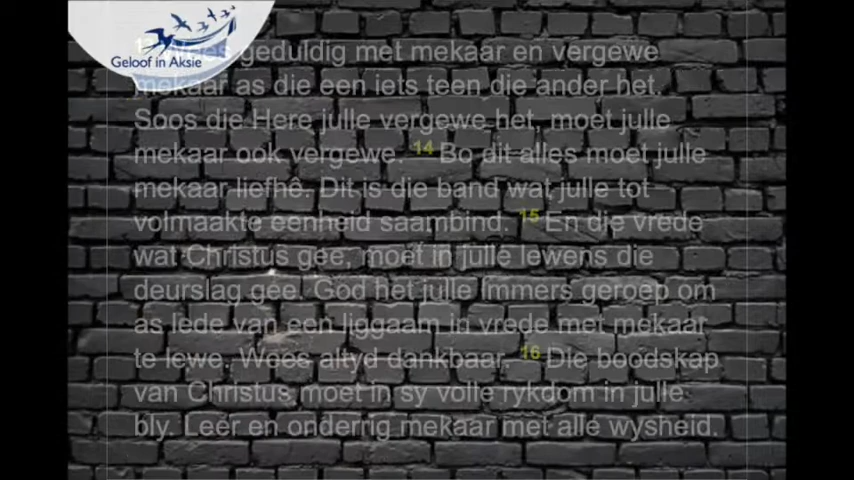 Geloof in Aksie
13 Wees geduldig met mekaar en vergewe
mekaar as die een iets teen die ander het.
Soos die Here julle vergewe het, moet julle
mekaar ook vergewe. 14 Bo dit alles moet julle
mekaar liefhê. Dit is die band wat julle tot
volmaakte eenheid saambind. 15 En die vrede
wat Christus gee, moet in julle lewens die
deurslag gee. God het julle immers geroep om
as lede van een liggaam in vrede met mekaar
te lewe. Wees altyd dankbaar. 16 Die boodskap
van Christus moet in sy volle rykdom in julle
bly. Leer en onderrig mekaar met alle wysheid.